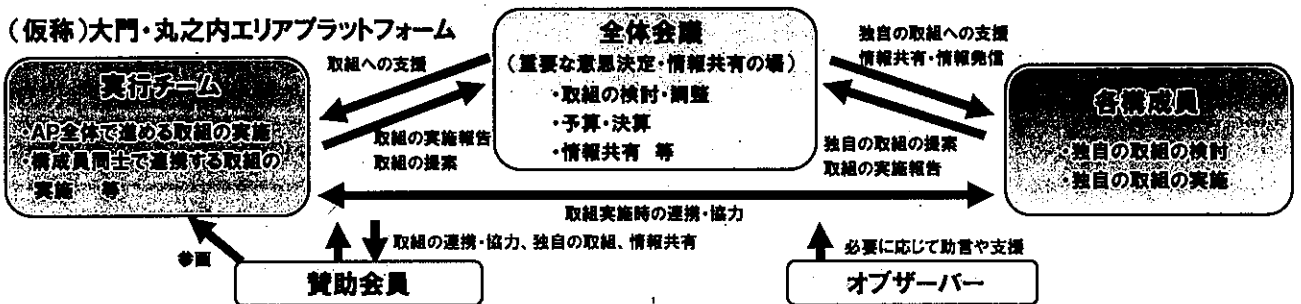 (仮称)大門・丸之内エリアプラットフォーム
全体会議
(重要な意思決定・情報共有の場)
・取組の検討・調整
・予算・決算
・情報共有 等
取組への支援
独自の取組への支援
情報共有・情報発信
実行チーム
・AP全体で進める取組の実施
・構成員同士で連携する取組の
実施 等
取組の実施報告
取組の提案
独自の取組の提案
取組の実施報告
各構成員
・独自の取組の検討
・独自の取組の実施
取組実施時の連携・協力
参画
取組の連携・協力、独自の取組、情報共有
必要に応じて助言や支援
賛助会員
オブザーバー
1